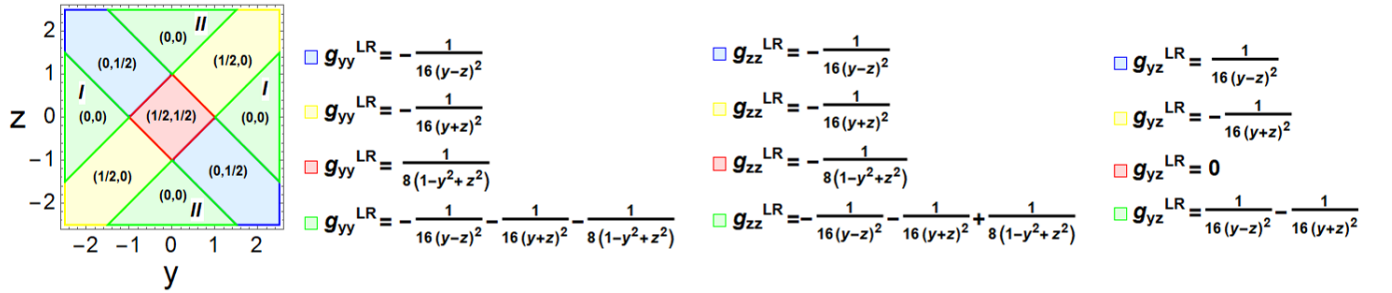 2
1
0
−1
−2
z
−2 −1 0 1 2
y
II
(0,0)
(0,1/2)
(1/2,0)
I
(0,0)
(1/2,1/2)
I
(0,0)
(1/2,0)
(0,1/2)
(0,0)
II
g_yy^LR = − 1/(16 (y−z)^2)
g_yy^LR = − 1/(16 (y+z)^2)
g_yy^LR = 1/(8 (1−y^2+z^2))
g_yy^LR = − 1/(16 (y−z)^2) − 1/(16 (y+z)^2) − 1/(8 (1−y^2+z^2))
g_zz^LR = − 1/(16 (y−z)^2)
g_zz^LR = − 1/(16 (y+z)^2)
g_zz^LR = − 1/(8 (1−y^2+z^2))
g_zz^LR = − 1/(16 (y−z)^2) − 1/(16 (y+z)^2) + 1/(8 (1−y^2+z^2))
g_yz^LR = 1/(16 (y−z)^2)
g_yz^LR = − 1/(16 (y+z)^2)
g_yz^LR = 0
g_yz^LR = 1/(16 (y−z)^2) − 1/(16 (y+z)^2)